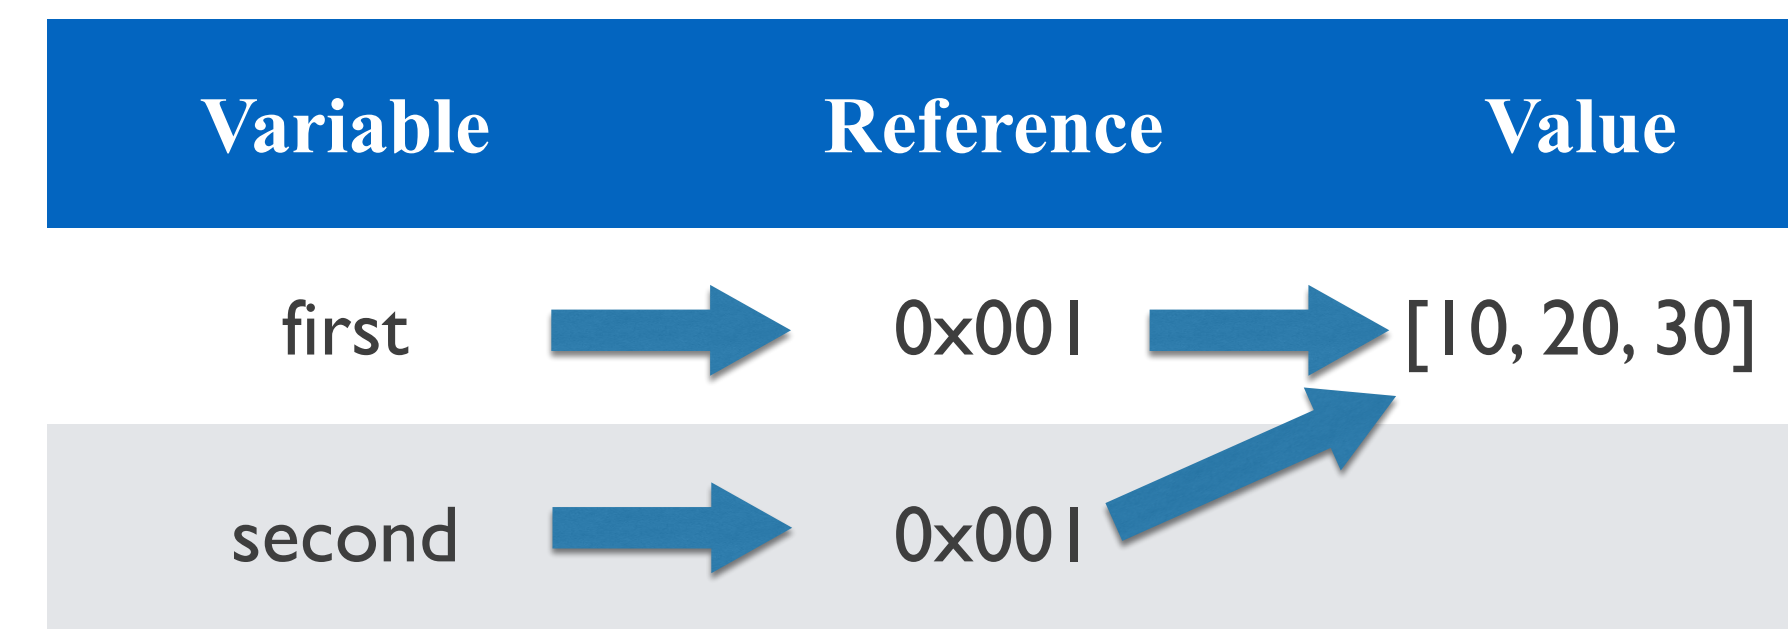 Variable Reference Value
first 0x001 [10, 20, 30]
second 0x001